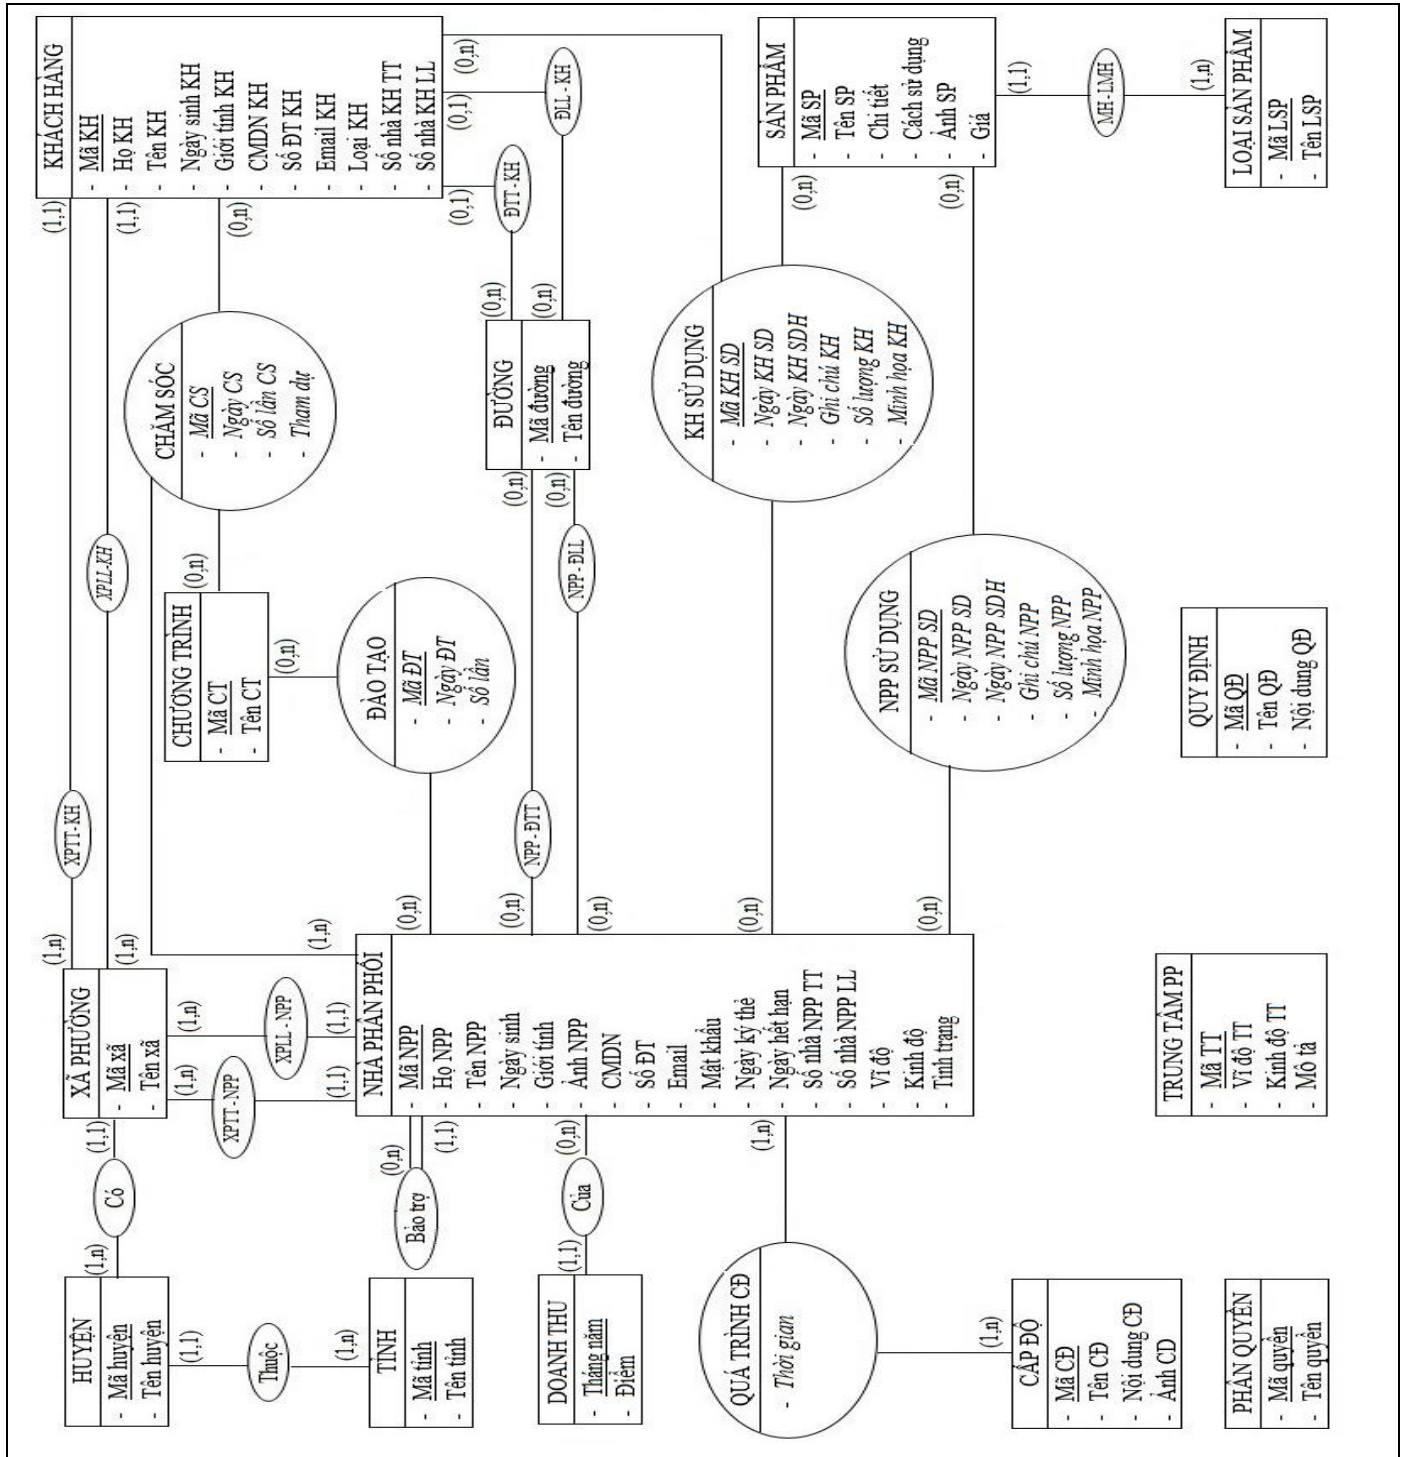 HUYỆN
- Mã huyện
- Tên huyện
(1,n)
Có
(1,1)
XÃ PHƯỜNG
- Mã xã
- Tên xã
(1,n)
XPTT-KH
(1,1)
(1,n)
XPLL-KH
(1,1)
KHÁCH HÀNG
- Mã KH
- Họ KH
- Tên KH
- Ngày sinh KH
- Giới tính KH
- CMDN KH
- Số ĐT KH
- Email KH
- Loại KH
- Số nhà KH TT
- Số nhà KH LL
(1,1)
Thuộc
(1,n)
TỈNH
- Mã tỉnh
- Tên tỉnh
(1,n)
XPTT-NPP
(1,1)
(1,n)
XPLL-NPP
(1,1)
CHƯƠNG TRÌNH
- Mã CT
- Tên CT
(0,n)
(0,n)
CHĂM SÓC
- Mã CS
- Ngày CS
- Số lần CS
- Tham dự
(0,n)
(1,n)
ĐÀO TẠO
- Mã ĐT
- Ngày ĐT
- Số lần
(0,n)
NHÀ PHÂN PHỐI
- Mã NPP
- Họ NPP
- Tên NPP
- Ngày sinh
- Giới tính
- Ảnh NPP
- CMDN
- Số ĐT
- Email
- Mật khẩu
- Ngày ký thẻ
- Ngày hết hạn
- Số nhà NPP TT
- Số nhà NPP LL
- Vĩ độ
- Kinh độ
- Tình trạng
Bảo trợ
(0,n)
(1,1)
DOANH THU
- Tháng năm
- Điểm
(1,1)
Của
(0,n)
(0,n)
NPP - ĐTT
(0,n)
(0,n)
NPP - ĐLL
(0,n)
ĐƯỜNG
- Mã đường
- Tên đường
(0,n)
ĐTT - KH
(0,1)
(0,n)
ĐLL - KH
(0,1)
(0,n)
KH SỬ DỤNG
- Mã KH SD
- Ngày KH SD
- Ngày KH SDH
- Ghi chú KH
- Số lượng KH
- Minh họa KH
(0,n)
(0,n)
SẢN PHẨM
- Mã SP
- Tên SP
- Chi tiết
- Cách sử dụng
- Ảnh SP
- Giá
(0,n)
NPP SỬ DỤNG
- Mã NPP SD
- Ngày NPP SD
- Ngày NPP SDH
- Ghi chú NPP
- Số lượng NPP
- Minh họa NPP
(0,n)
(1,1)
MH-LMH
(1,n)
LOẠI SẢN PHẨM
- Mã LSP
- Tên LSP
QUÁ TRÌNH CĐ
- Thời gian
(1,n)
(1,n)
CẤP ĐỘ
- Mã CĐ
- Tên CĐ
- Nội dung CĐ
- Ảnh CD
TRUNG TÂM PP
- Mã TT
- Vĩ độ TT
- Kinh độ TT
- Mô tả
QUY ĐỊNH
- Mã QĐ
- Tên QĐ
- Nội dung QĐ
PHÂN QUYỀN
- Mã quyền
- Tên quyền